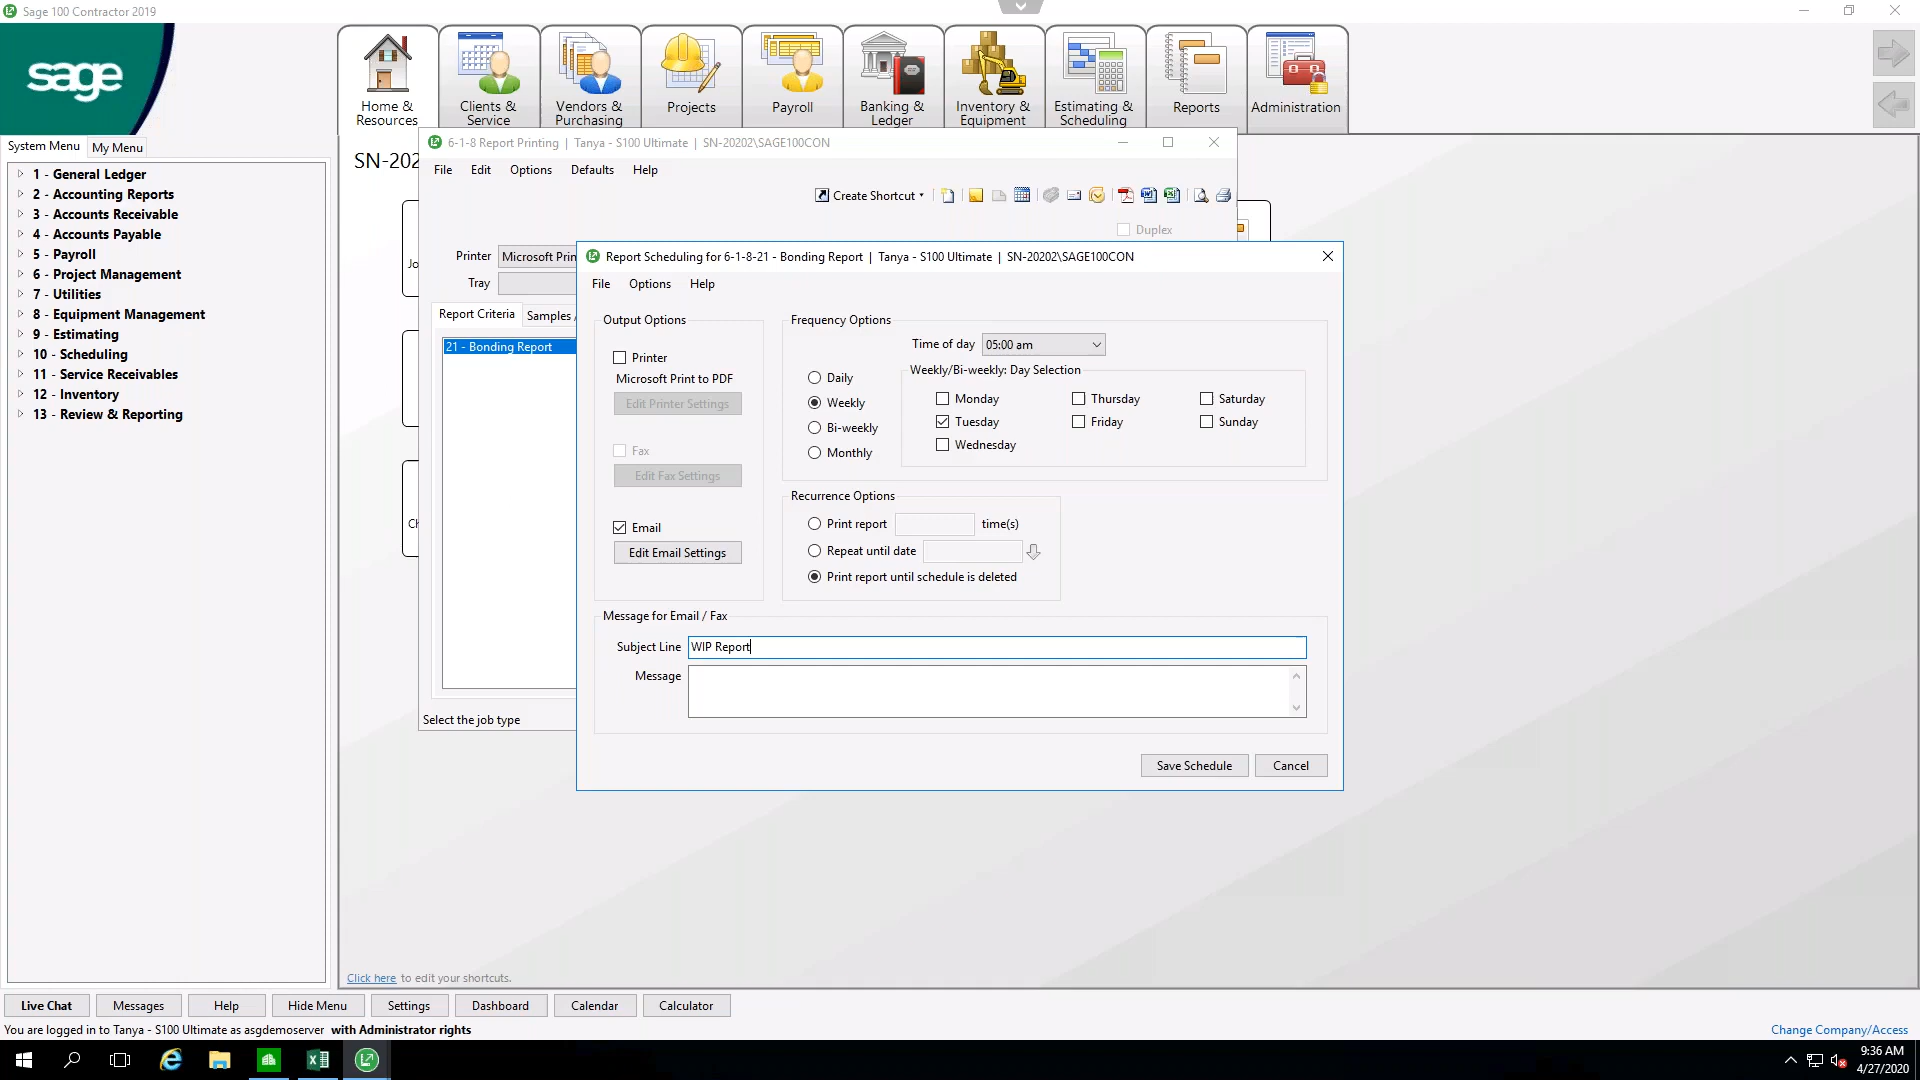 Sage 100 Contractor 2019
sage
Home & Resources
Clients & Service
Vendors & Purchasing
Projects
Payroll
Banking & Ledger
Inventory & Equipment
Estimating & Scheduling
Reports
Administration
System Menu
My Menu
1 - General Ledger
2 - Accounting Reports
3 - Accounts Receivable
4 - Accounts Payable
5 - Payroll
6 - Project Management
7 - Utilities
8 - Equipment Management
9 - Estimating
10 - Scheduling
11 - Service Receivables
12 - Inventory
13 - Review & Reporting
SN-202
6-1-8 Report Printing | Tanya - S100 Ultimate | SN-20202\SAGE100CON
File Edit Options Defaults Help
Create Shortcut
Duplex
Printer Microsoft Prin
Tray
Report Criteria Samples
21 - Bonding Report
Select the job type
Report Scheduling for 6-1-8-21 - Bonding Report | Tanya - S100 Ultimate | SN-20202\SAGE100CON
File Options Help
Output Options
Printer
Microsoft Print to PDF
Edit Printer Settings
Fax
Edit Fax Settings
Email
Edit Email Settings
Frequency Options
Time of day 05:00 am
Daily
Weekly
Bi-weekly
Monthly
Weekly/Bi-weekly: Day Selection
Monday Thursday Saturday
Tuesday Friday Sunday
Wednesday
Recurrence Options
Print report time(s)
Repeat until date
Print report until schedule is deleted
Message for Email / Fax
Subject Line WIP Report
Message
Save Schedule Cancel
Click here to edit your shortcuts.
Live Chat Messages Help Hide Menu Settings Dashboard Calendar Calculator
You are logged in to Tanya - S100 Ultimate as asgdemoserver with Administrator rights
Change Company/Access
9:36 AM
4/27/2020